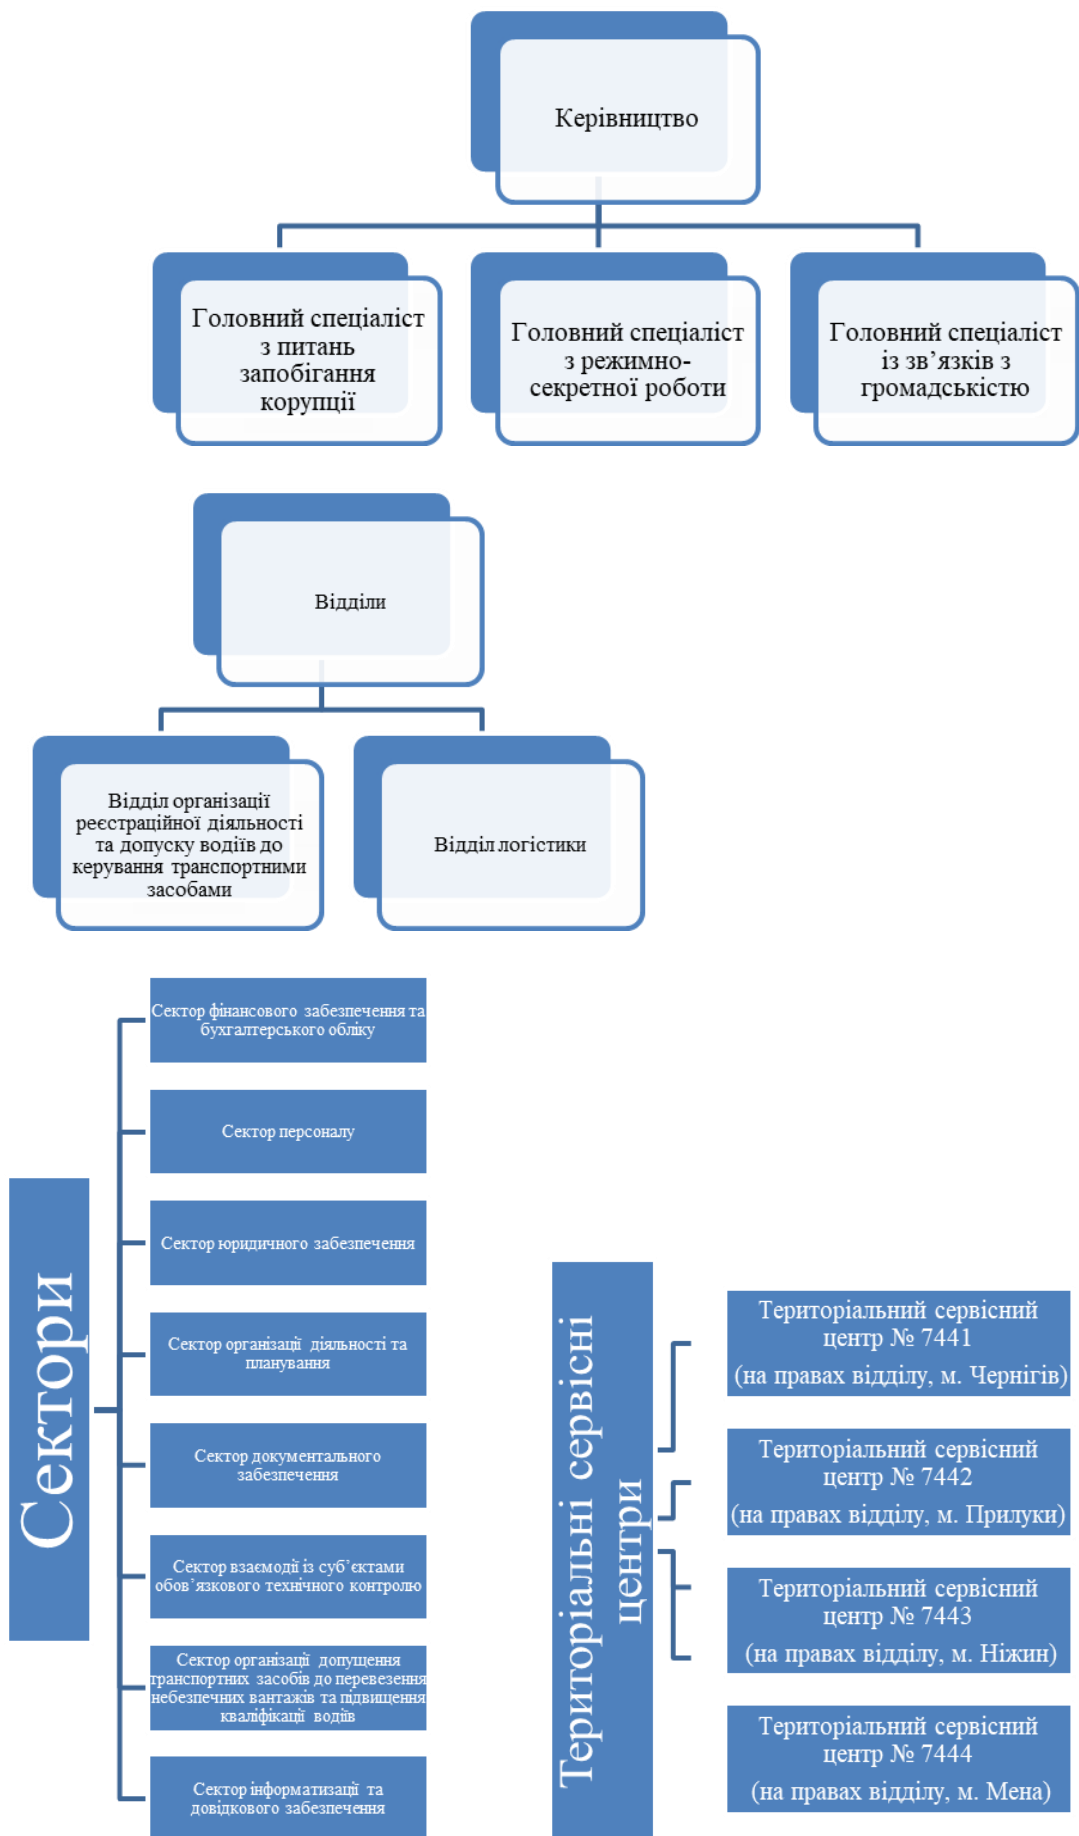 Керівництво
Головний спеціаліст
з питань
запобігання
корупції
Головний спеціаліст
з режимно-
секретної роботи
Головний спеціаліст
із зв’язків з
громадськістю
Відділи
Відділ організації
реєстраційної діяльності
та допуску водіїв до
керування транспортними
засобами
Відділ логістики
Сектори
Сектор фінансового забезпечення та
бухгалтерського обліку
Сектор персоналу
Сектор юридичного забезпечення
Сектор організації діяльності та
планування
Сектор документального
забезпечення
Сектор взаємодії із суб’єктами
обов’язкового технічного контролю
Сектор організації допущення
транспортних засобів до перевезення
небезпечних вантажів та підвищення
кваліфікації водіїв
Сектор інформатизації та
довідкового забезпечення
Територіальні сервісні
центри
Територіальний сервісний
центр № 7441
(на правах відділу, м. Чернігів)
Територіальний сервісний
центр № 7442
(на правах відділу, м. Прилуки)
Територіальний сервісний
центр № 7443
(на правах відділу, м. Ніжин)
Територіальний сервісний
центр № 7444
(на правах відділу, м. Мена)